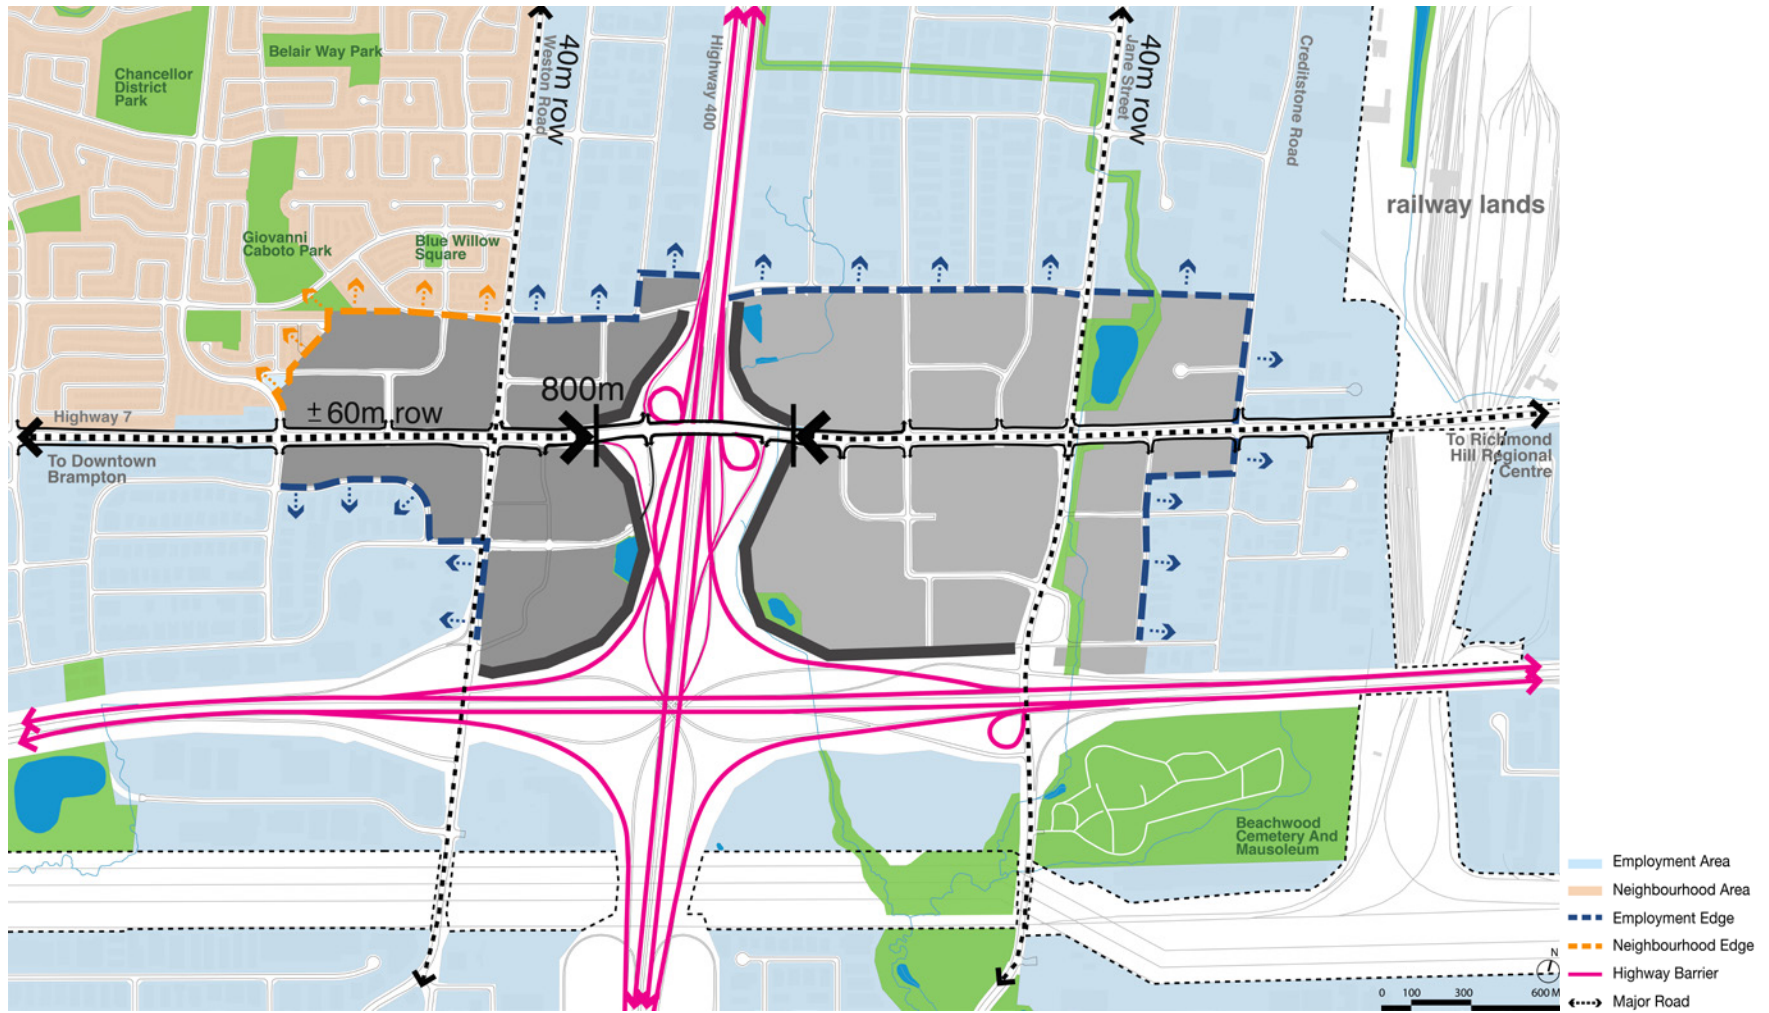 Chancellor
District
Park
Belair Way Park
40m row
Weston Road
Highway 400
40m row
Jane Street
Creditstone Road
railway lands
Giovanni
Caboto Park
Blue Willow
Square
800m
±60m row
Highway 7
To Downtown
Brampton
To Richmond
Hill Regional
Centre
Beachwood
Cemetery And
Mausoleum
Employment Area
Neighbourhood Area
Employment Edge
Neighbourhood Edge
Highway Barrier
Major Road
N
0 100 300 600 M